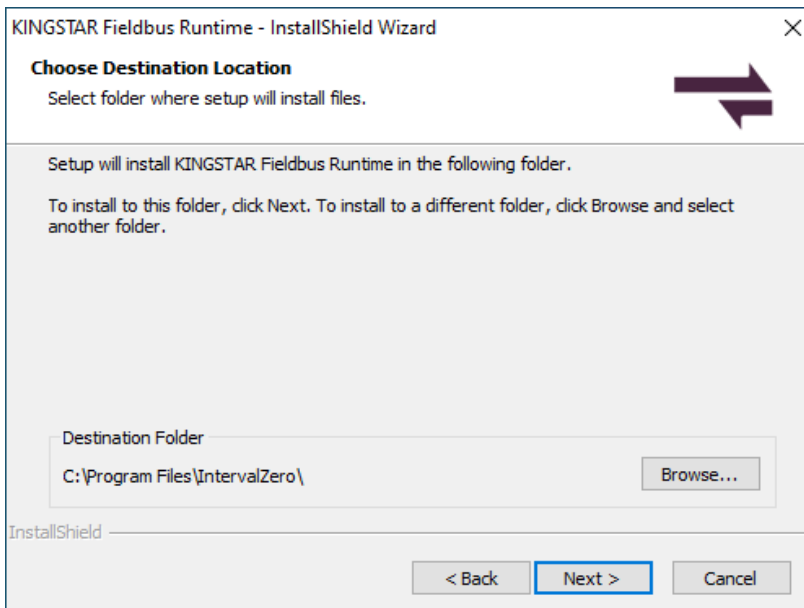 KINGSTAR Fieldbus Runtime - InstallShield Wizard
Choose Destination Location
Select folder where setup will install files.
Setup will install KINGSTAR Fieldbus Runtime in the following folder.
To install to this folder, click Next. To install to a different folder, click Browse and select
another folder.
Destination Folder
C:\Program Files\IntervalZero\
Browse...
InstallShield
< Back
Next >
Cancel